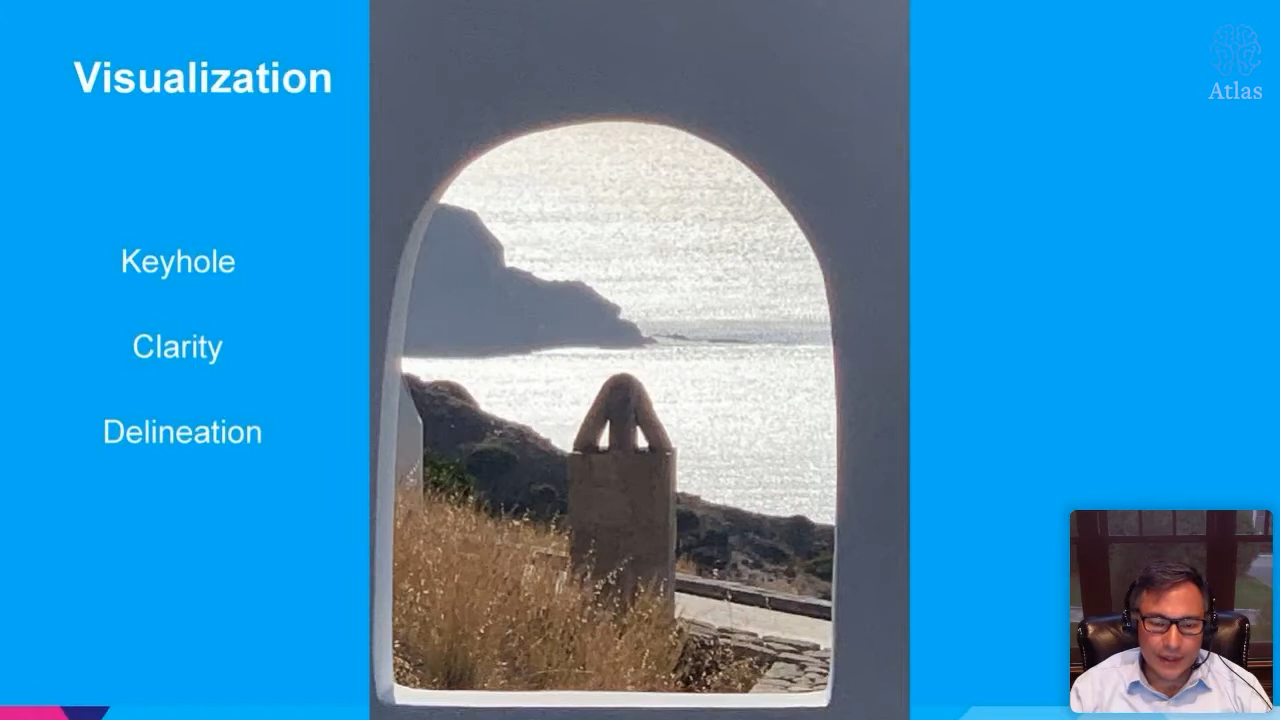 Visualization
Atlas
Keyhole
Clarity
Delineation